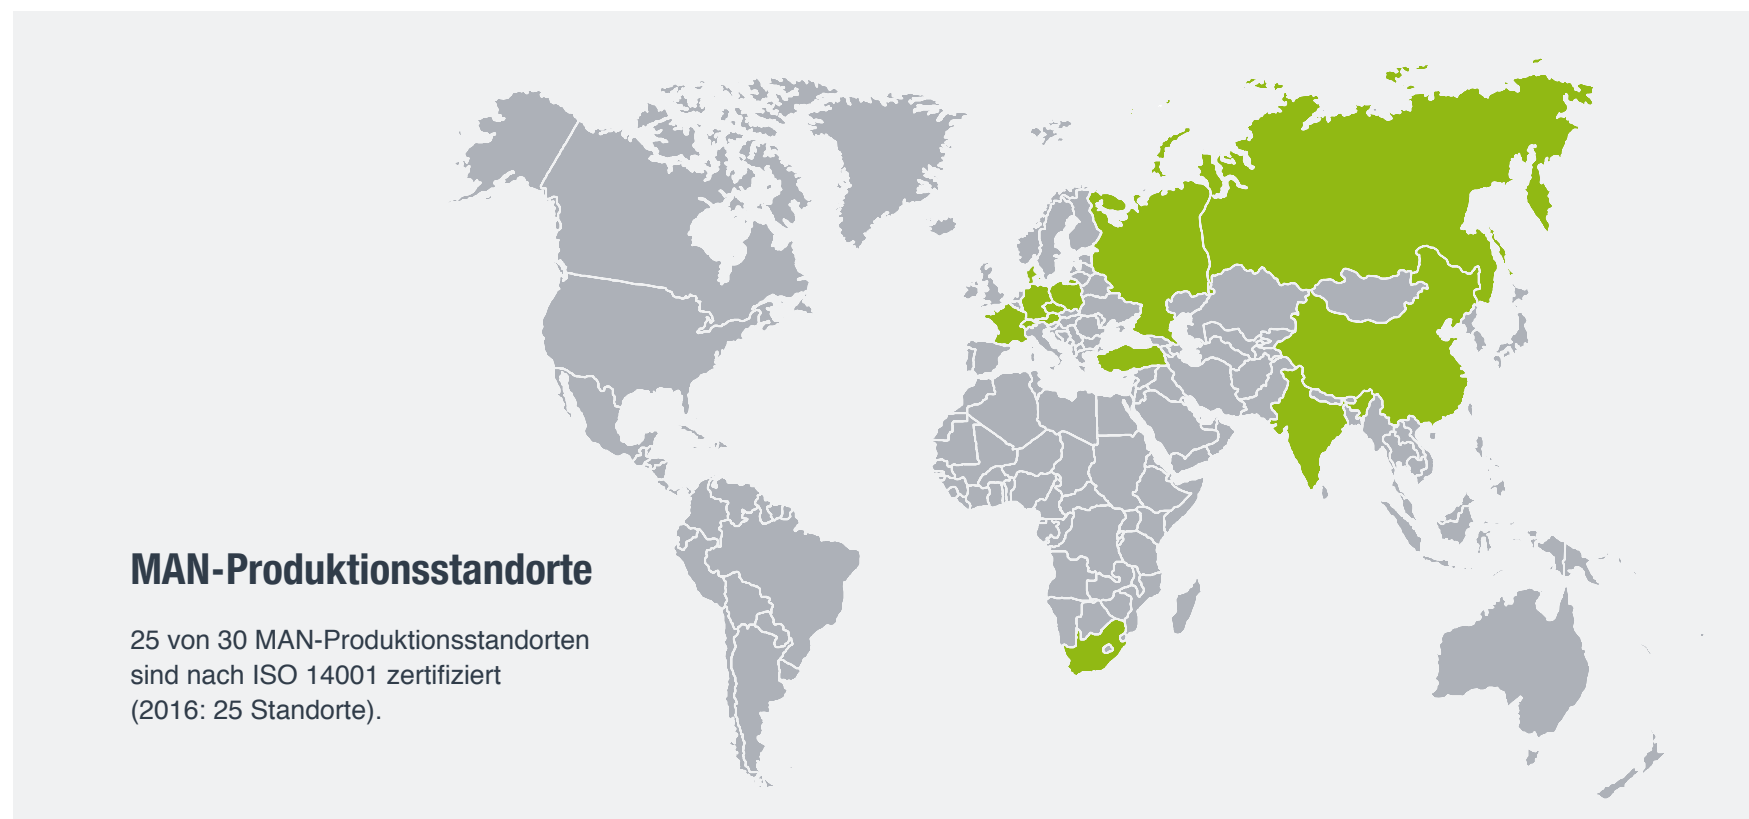 MAN-Produktionsstandorte
25 von 30 MAN-Produktionsstandorten
sind nach ISO 14001 zertifiziert
(2016: 25 Standorte).